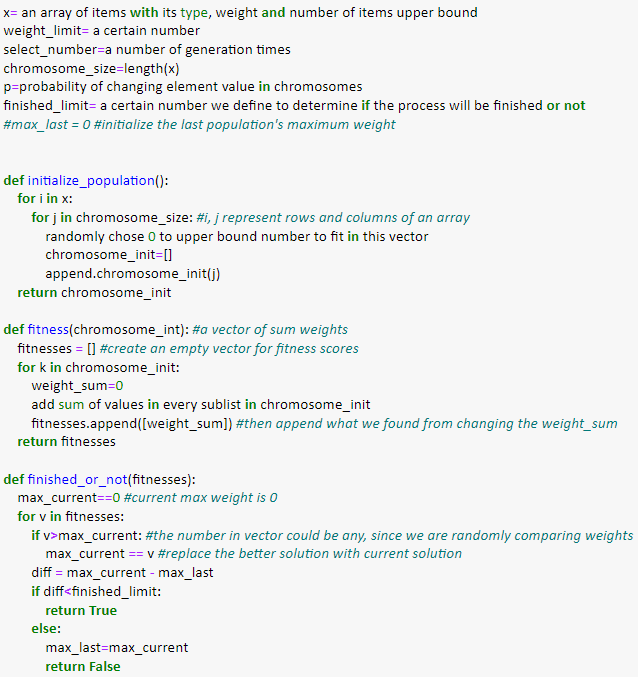 x= an array of items with its type, weight and number of items upper bound
weight_limit= a certain number
select_number=a number of generation times
chromosome_size=length(x)
p=probability of changing element value in chromosomes
finished_limit= a certain number we define to determine if the process will be finished or not
#max_last = 0 #initialize the last population's maximum weight
def initialize_population():
for i in x:
for j in chromosome_size: #i, j represent rows and columns of an array
randomly chose 0 to upper bound number to fit in this vector
chromosome_init=[]
append.chromosome_init(j)
return chromosome_init
def fitness(chromosome_int): #a vector of sum weights
fitnesses = [] #create an empty vector for fitness scores
for k in chromosome_init:
weight_sum=0
add sum of values in every sublist in chromosome_init
fitnesses.append([weight_sum]) #then append what we found from changing the weight_sum
return fitnesses
def finished_or_not(fitnesses):
max_current==0 #current max weight is 0
for v in fitnesses:
if v>max_current: #the number in vector could be any, since we are randomly comparing weights
max_current == v #replace the better solution with current solution
diff = max_current - max_last
if diff<finished_limit:
return True
else:
max_last=max_current
return False